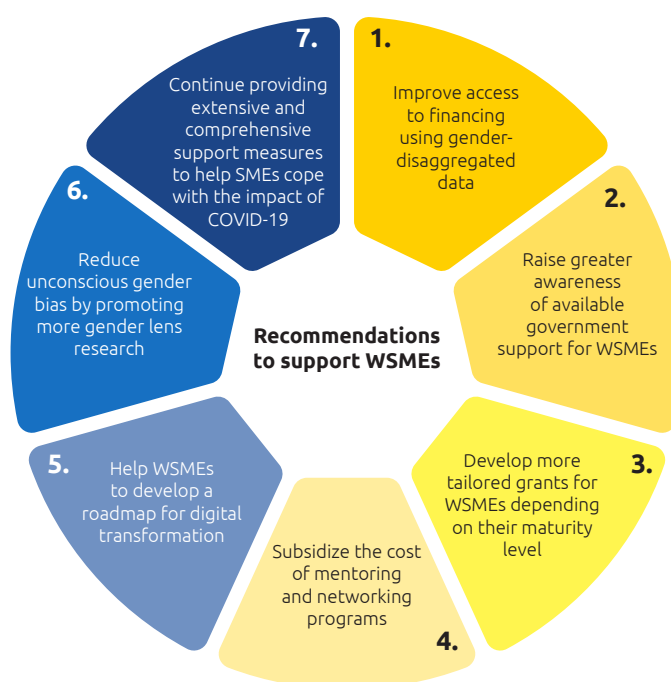 Recommendations
to support WSMEs
1.
Improve access
to financing
using gender-
disaggregated
data
2.
Raise greater
awareness
of available
government
support for WSMEs
3.
Develop more
tailored grants for
WSMEs depending
on their maturity
level
4.
Subsidize the cost
of mentoring
and networking
programs
5.
Help WSMEs
to develop a
roadmap for digital
transformation
6.
Reduce
unconscious gender
bias by promoting
more gender lens
research
7.
Continue providing
extensive and
comprehensive
support measures
to help SMEs cope
with the impact of
COVID-19